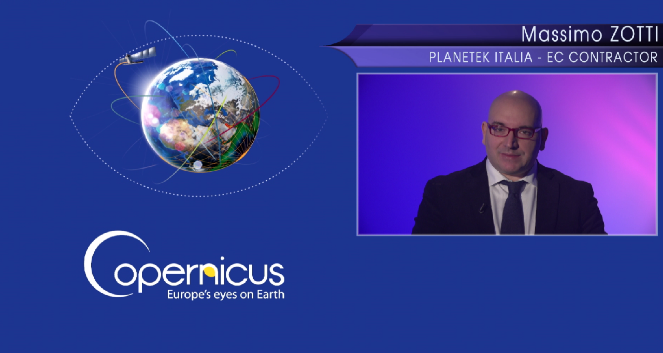 Massimo ZOTTI
PLANETEK ITALIA - EC CONTRACTOR
Copernicus
Europe's eyes on Earth